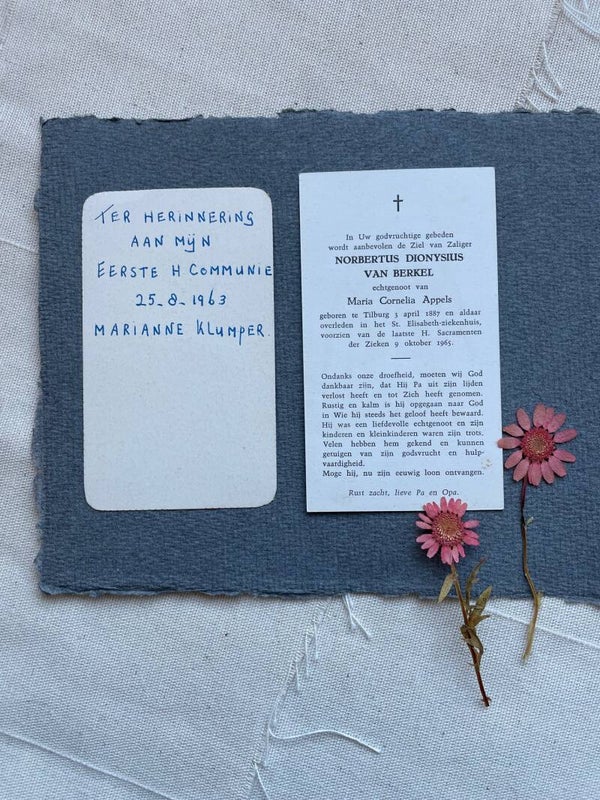 TER HERINNERING
AAN MIJN
EERSTE H COMMUNIE
25-8-1963
MARIANNE KLUMPER.
In Uw godvruchtige gebeden
wordt aanbevolen de Ziel van Zaliger
NORBERTUS DIONYSIUS
VAN BERKEL
echtgenoot van
Maria Cornelia Appels
geboren te Tilburg 3 april 1887 en aldaar
overleden in het St. Elisabeth-ziekenhuis,
voorzien van de laatste H. Sacramenten
der Zieken 9 oktober 1965.
Ondanks onze droefheid, moeten wij God
dankbaar zijn, dat Hij Pa uit zijn lijden
verlost heeft en tot Zich heeft genomen.
Rustig en kalm is hij opgegaan naar God
in Wie hij steeds het geloof heeft bewaard.
Hij was een liefdevolle echtgenoot en zijn
kinderen en kleinkinderen waren zijn trots.
Velen hebben hem gekend en kunnen
getuigen van zijn godsvrucht en hulp-
vaardigheid.
Moge hij, nu zijn eeuwig loon ontvangen.
Rust zacht, lieve Pa en Opa.